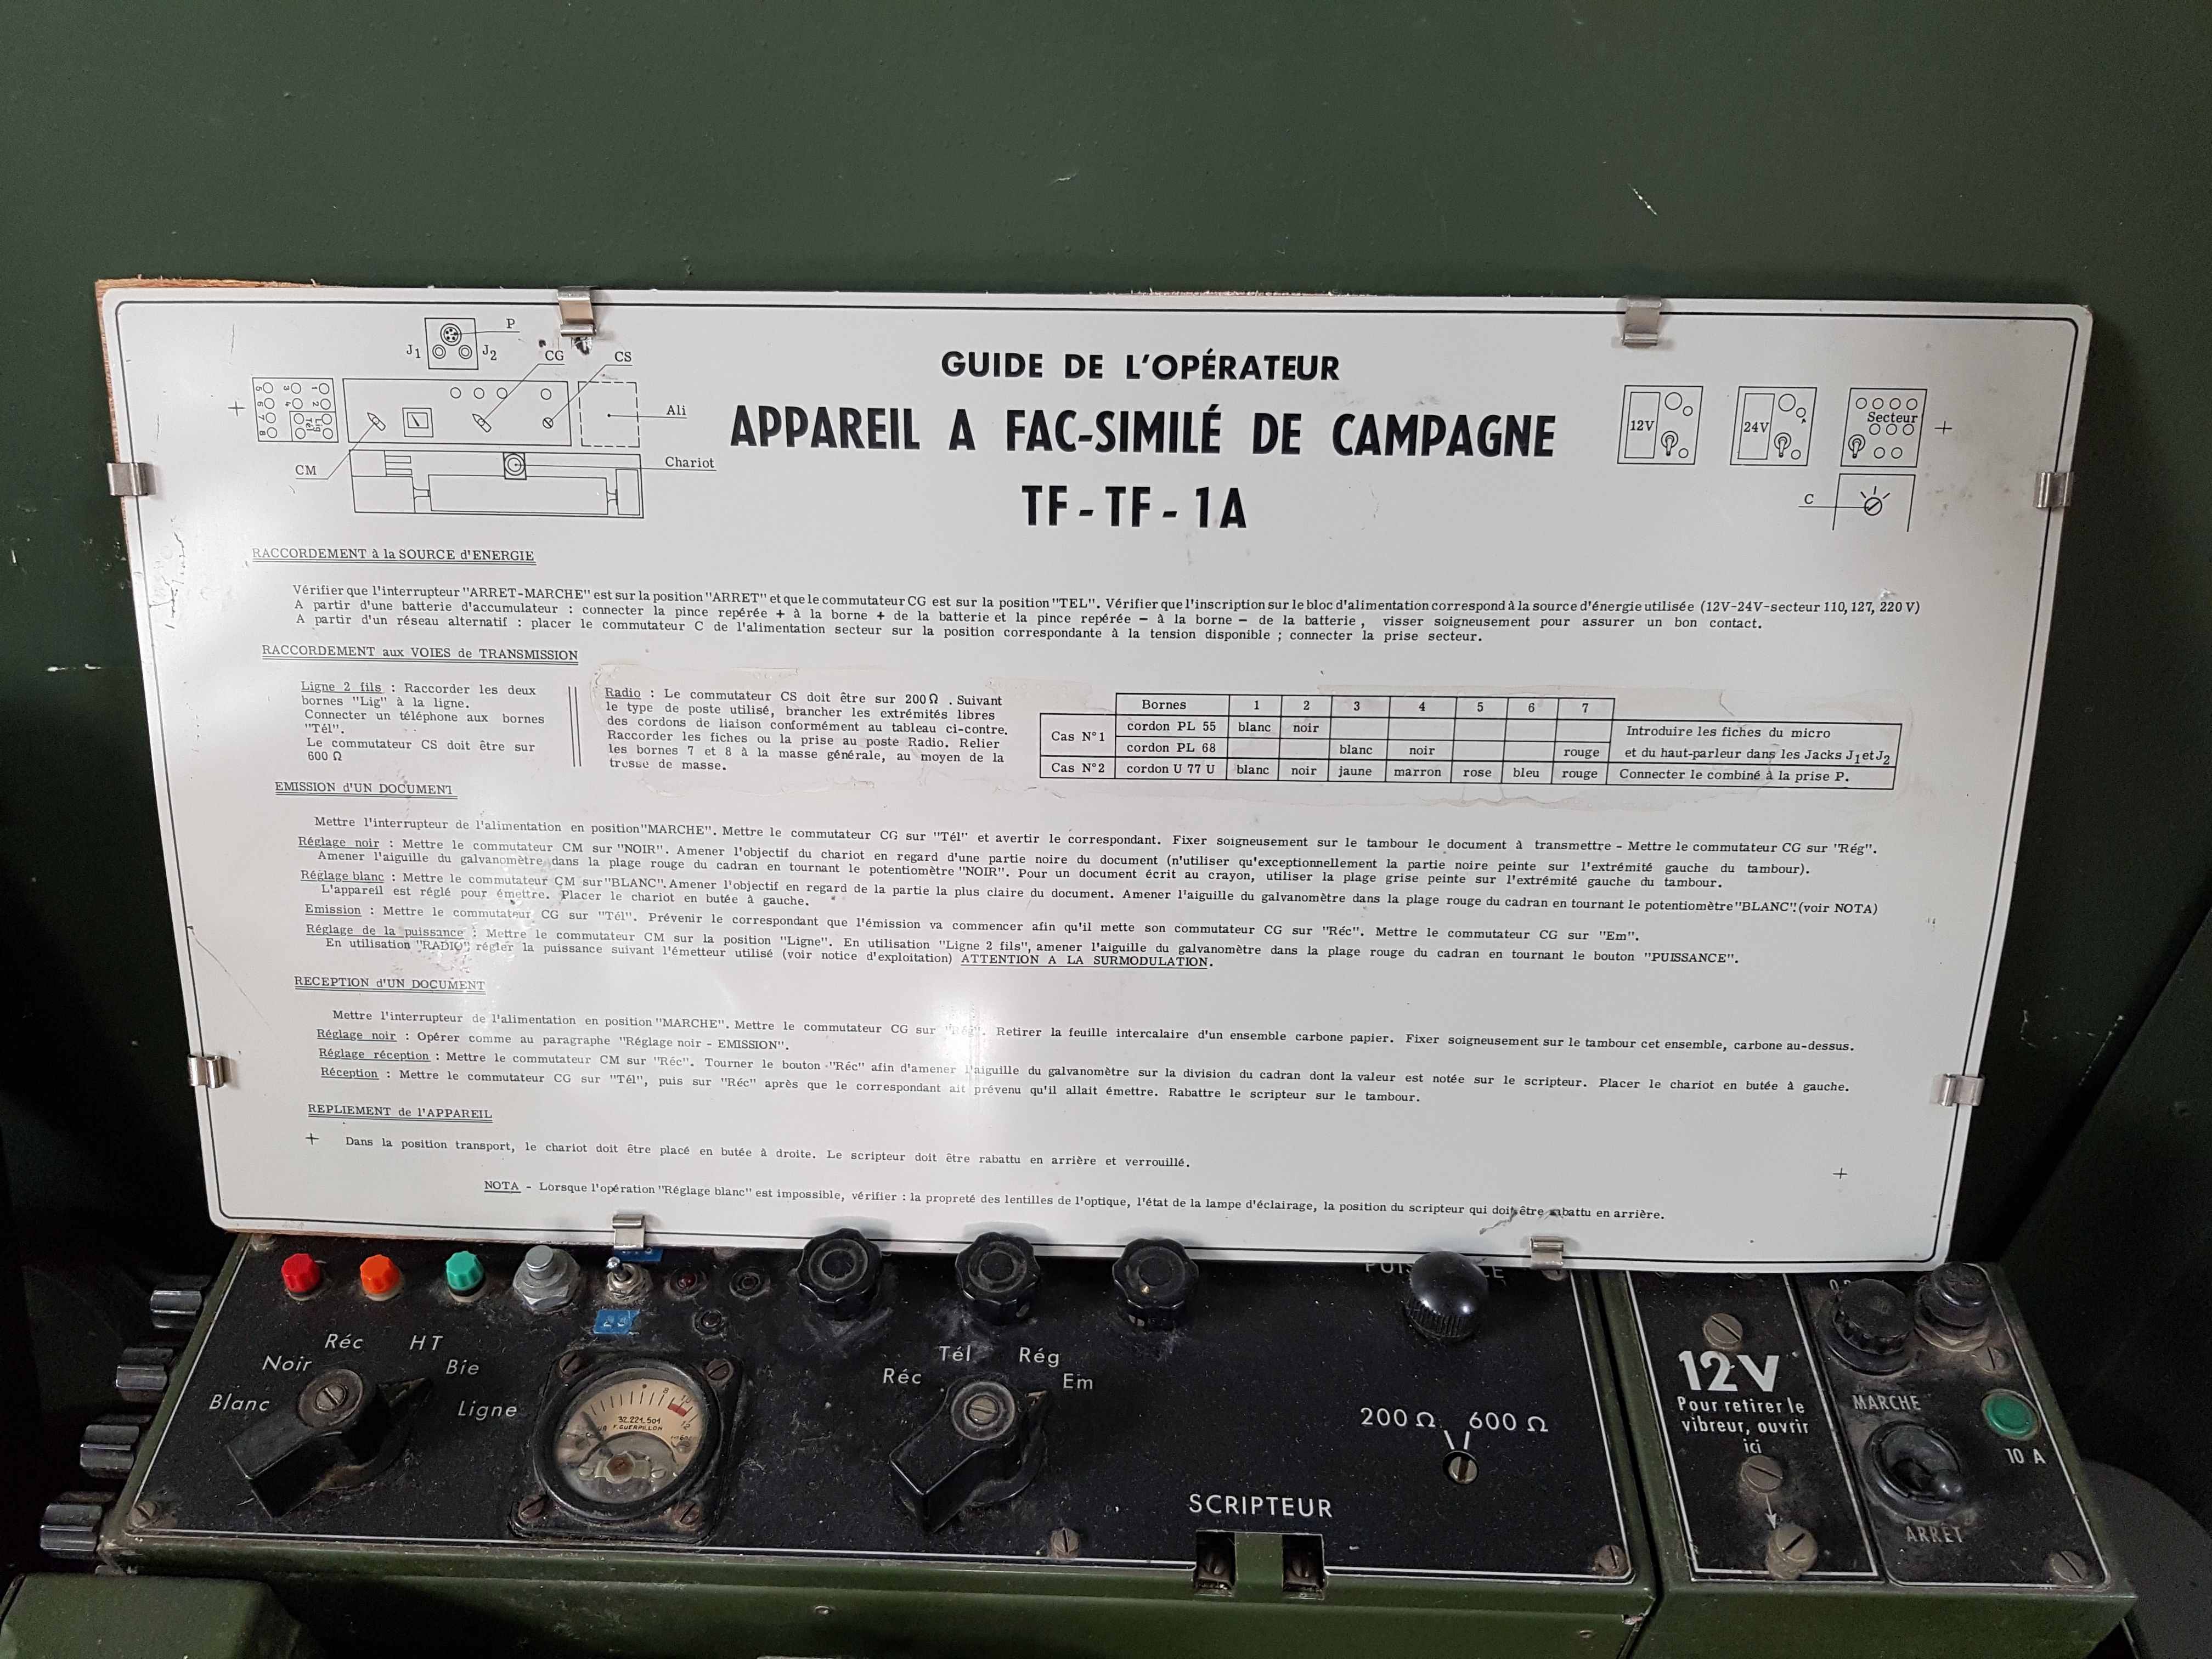 P
J1 J2
CG CS
Ali
CM
Chariot
1 2 3 4 5 6 7 8
Lig
Tél
GUIDE DE L'OPÉRATEUR
APPAREIL A FAC-SIMILÉ DE CAMPAGNE
TF-TF-1A
12V
24V
Secteur
C
RACCORDEMENT à la SOURCE d'ENERGIE
Vérifier que l'interrupteur "ARRET-MARCHE" est sur la position "ARRET" et que le commutateur CG est sur la position "TEL". Vérifier que l'inscription sur le bloc d'alimentation correspond à la source d'énergie utilisée (12V-24V-secteur 110, 127, 220 V)
A partir d'une batterie d'accumulateur : connecter la pince repérée + à la borne + de la batterie et la pince repérée - à la borne - de la batterie, visser soigneusement pour assurer un bon contact.
A partir d'un réseau alternatif : placer le commutateur C de l'alimentation secteur sur la position correspondante à la tension disponible ; connecter la prise secteur.
RACCORDEMENT aux VOIES de TRANSMISSION
Ligne 2 fils : Raccorder les deux
bornes "Lig" à la ligne.
Connecter un téléphone aux bornes
"Tél".
Le commutateur CS doit être sur
600 Ω
Radio : Le commutateur CS doit être sur 200 Ω . Suivant
le type de poste utilisé, brancher les extrémités libres
des cordons de liaison conformément au tableau ci-contre.
Raccorder les fiches ou la prise au poste Radio. Relier
les bornes 7 et 8 à la masse générale, au moyen de la
tresse de masse.
Bornes 1 2 3 4 5 6 7
Cas N°1 cordon PL 55 blanc noir Introduire les fiches du micro
cordon PL 68 blanc noir rouge et du haut-parleur dans les Jacks J1 et J2
Cas N°2 cordon U 77 U blanc noir jaune marron rose bleu rouge Connecter le combiné à la prise P.
EMISSION d'UN DOCUMENT
Mettre l'interrupteur de l'alimentation en position "MARCHE". Mettre le commutateur CG sur "Tél" et avertir le correspondant. Fixer soigneusement sur le tambour le document à transmettre - Mettre le commutateur CG sur "Rég".
Réglage noir : Mettre le commutateur CM sur "NOIR". Amener l'objectif du chariot en regard d'une partie noire du document (n'utiliser qu'exceptionnellement la partie noire peinte sur l'extrémité gauche du tambour).
Amener l'aiguille du galvanomètre dans la plage rouge du cadran en tournant le potentiomètre "NOIR". Pour un document écrit au crayon, utiliser la plage grise peinte sur l'extrémité gauche du tambour.
Réglage blanc : Mettre le commutateur CM sur "BLANC". Amener l'objectif en regard de la partie la plus claire du document. Amener l'aiguille du galvanomètre dans la plage rouge du cadran en tournant le potentiomètre "BLANC". (voir NOTA)
L'appareil est réglé pour émettre. Placer le chariot en butée à gauche.
Emission : Mettre le commutateur CG sur "Tél". Prévenir le correspondant que l'émission va commencer afin qu'il mette son commutateur CG sur "Réc". Mettre le commutateur CG sur "Em".
Réglage de la puissance : Mettre le commutateur CM sur la position "Ligne". En utilisation "Ligne 2 fils", amener l'aiguille du galvanomètre dans la plage rouge du cadran en tournant le bouton "PUISSANCE".
En utilisation "RADIO", régler la puissance suivant l'émetteur utilisé (voir notice d'exploitation) ATTENTION A LA SURMODULATION.
RECEPTION d'UN DOCUMENT
Mettre l'interrupteur de l'alimentation en position "MARCHE". Mettre le commutateur CG sur "Rég". Retirer la feuille intercalaire d'un ensemble carbone papier. Fixer soigneusement sur le tambour cet ensemble, carbone au-dessus.
Réglage noir : Opérer comme au paragraphe "Réglage noir - EMISSION".
Réglage réception : Mettre le commutateur CM sur "Réc". Tourner le bouton "Réc" afin d'amener l'aiguille du galvanomètre sur la division du cadran dont la valeur est notée sur le scripteur. Placer le chariot en butée à gauche.
Réception : Mettre le commutateur CG sur "Tél", puis sur "Réc" après que le correspondant ait prévenu qu'il allait émettre. Rabattre le scripteur sur le tambour.
REPLIEMENT de l'APPAREIL
Dans la position transport, le chariot doit être placé en butée à droite. Le scripteur doit être rabattu en arrière et verrouillé.
NOTA - Lorsque l'opération "Réglage blanc" est impossible, vérifier : la propreté des lentilles de l'optique, l'état de la lampe d'éclairage, la position du scripteur qui doit être rabattu en arrière.
Blanc Noir Réc HT Bie Ligne
32.221.501
F. GUERPILLON
Réc Tél Rég Em
200 Ω 600 Ω
SCRIPTEUR
12V
Pour retirer le
vibreur, ouvrir
ici
MARCHE
10 A
ARRÊT